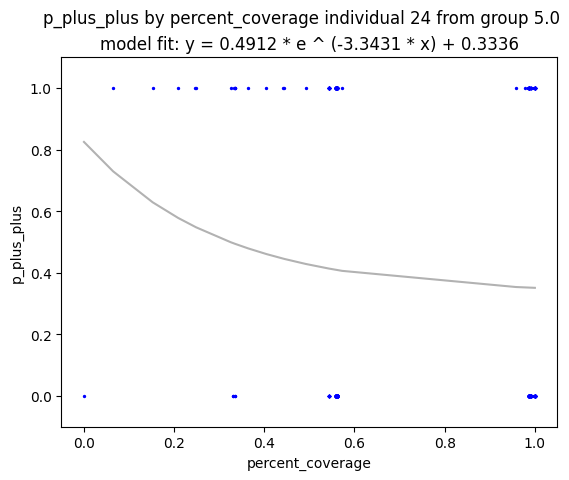 p_plus_plus by percent_coverage individual 24 from group 5.0
model fit: y = 0.4912 * e ^ (-3.3431 * x) + 0.3336
1.0
0.8
0.6
0.4
0.2
0.0
p_plus_plus
0.0 0.2 0.4 0.6 0.8 1.0
percent_coverage